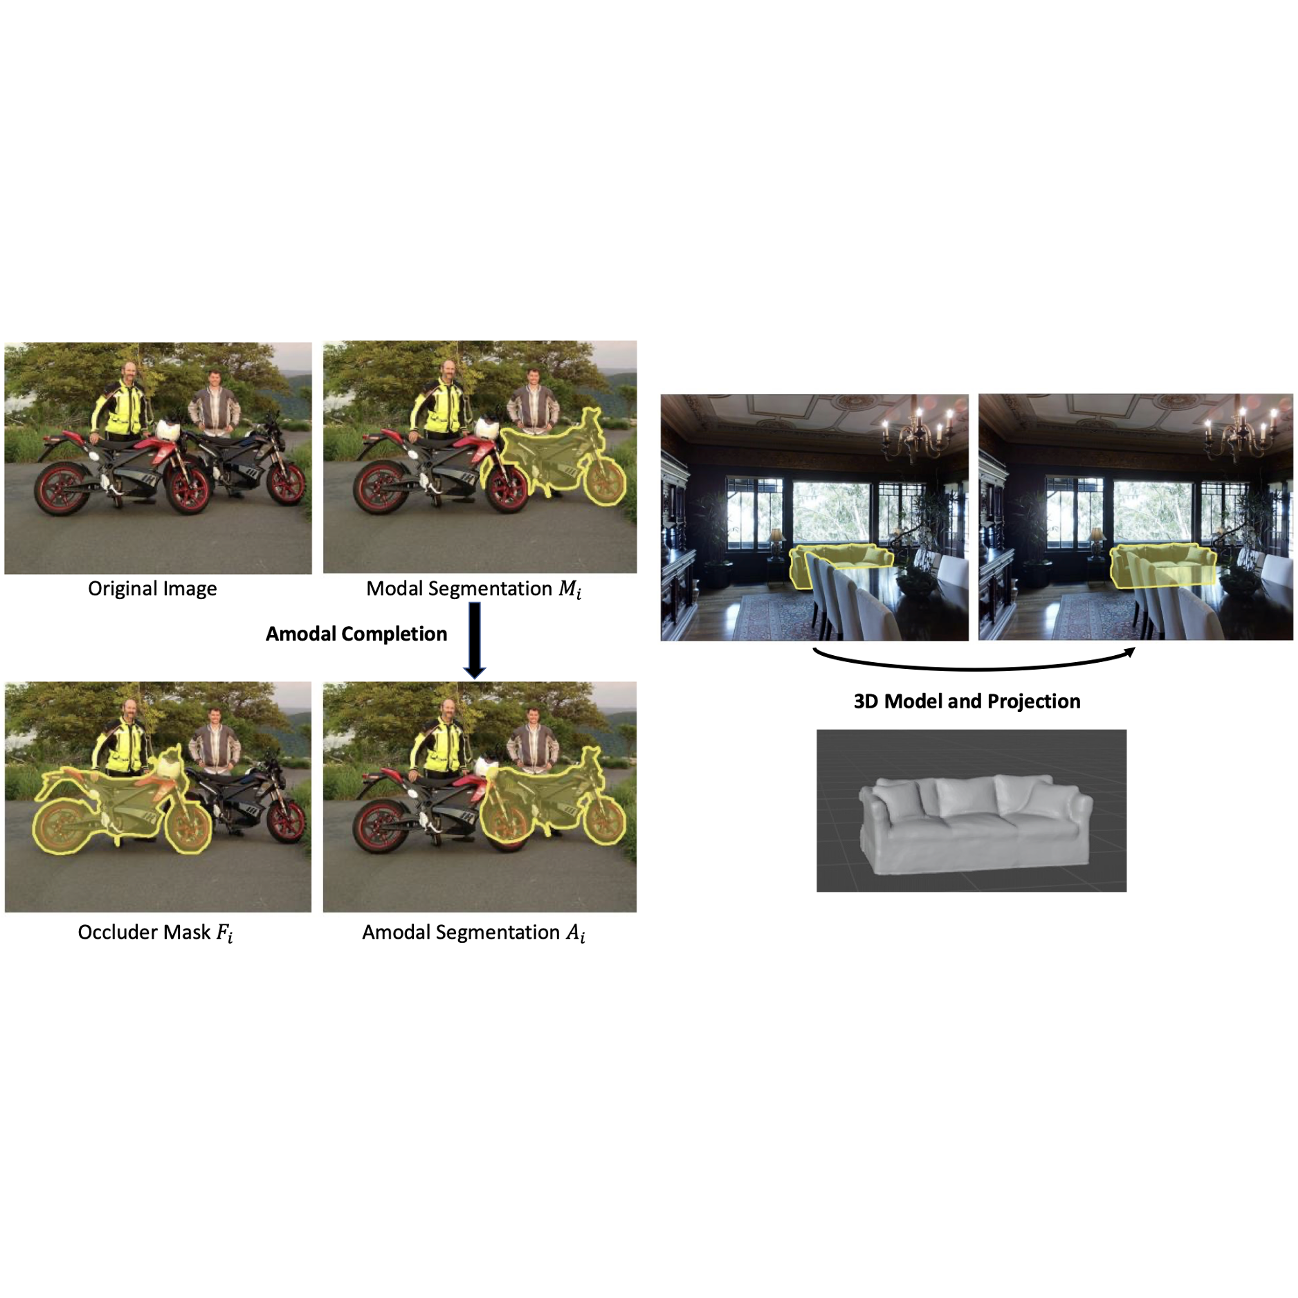 Original Image
Modal Segmentation M_i
Amodal Completion
Occluder Mask F_i
Amodal Segmentation A_i
3D Model and Projection